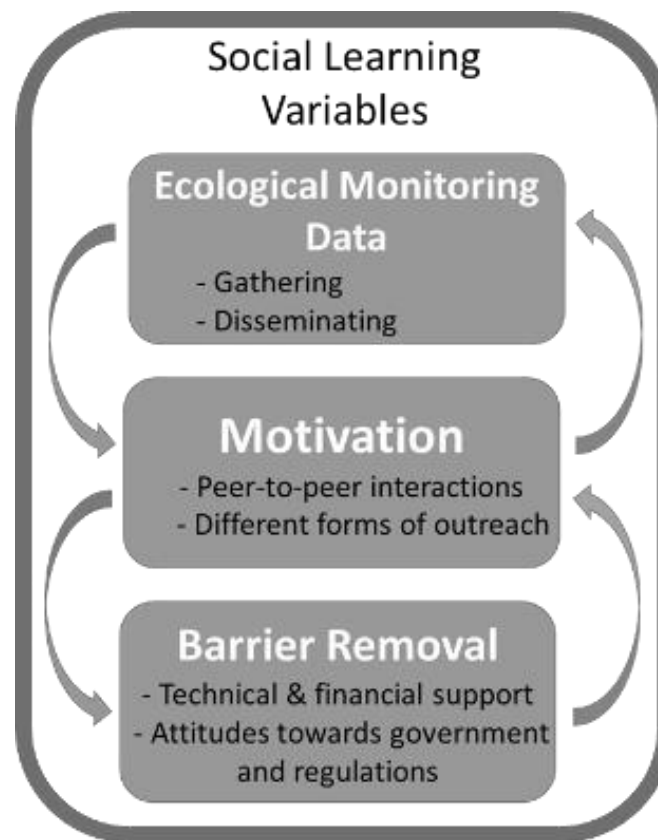 Social Learning
Variables
Ecological Monitoring
Data
- Gathering
- Disseminating
Motivation
- Peer-to-peer interactions
- Different forms of outreach
Barrier Removal
- Technical & financial support
- Attitudes towards government
and regulations